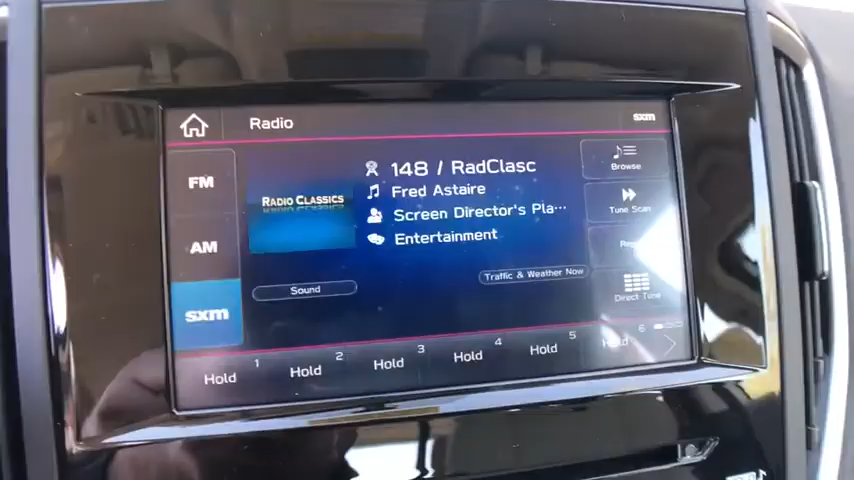 Radio
sxm
FM
AM
sxm
RADIO CLASSICS
148 / RadClasc
Fred Astaire
Screen Director's Pla...
Entertainment
Browse
Tune Scan
Direct Tune
Sound
Traffic & Weather Now
1
Hold
2
Hold
3
Hold
4
Hold
5
Hold
6
Hold